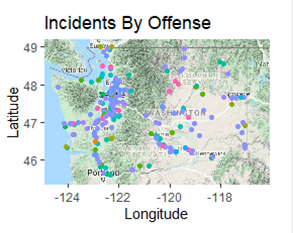 Incidents By Offense
49
48
47
46
Latitude
WASHINGTON
Portland
-124
-122
-120
-118
Longitude